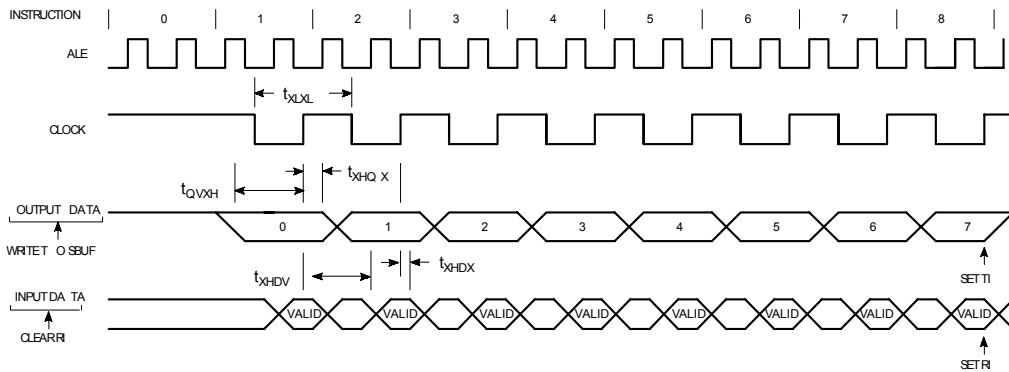 INSTRUCTION 0 1 2 3 4 5 6 7 8
ALE
tXLXL
CLOCK
tXHQ X
tQVXH
OUTPUT DATA
0 1 2 3 4 5 6 7
WRITET O SBUF
tXHDV
tXHDX
SET TI
INPUT DA TA
VALID VALID VALID VALID VALID VALID VALID VALID
CLEAR RI
SET RI